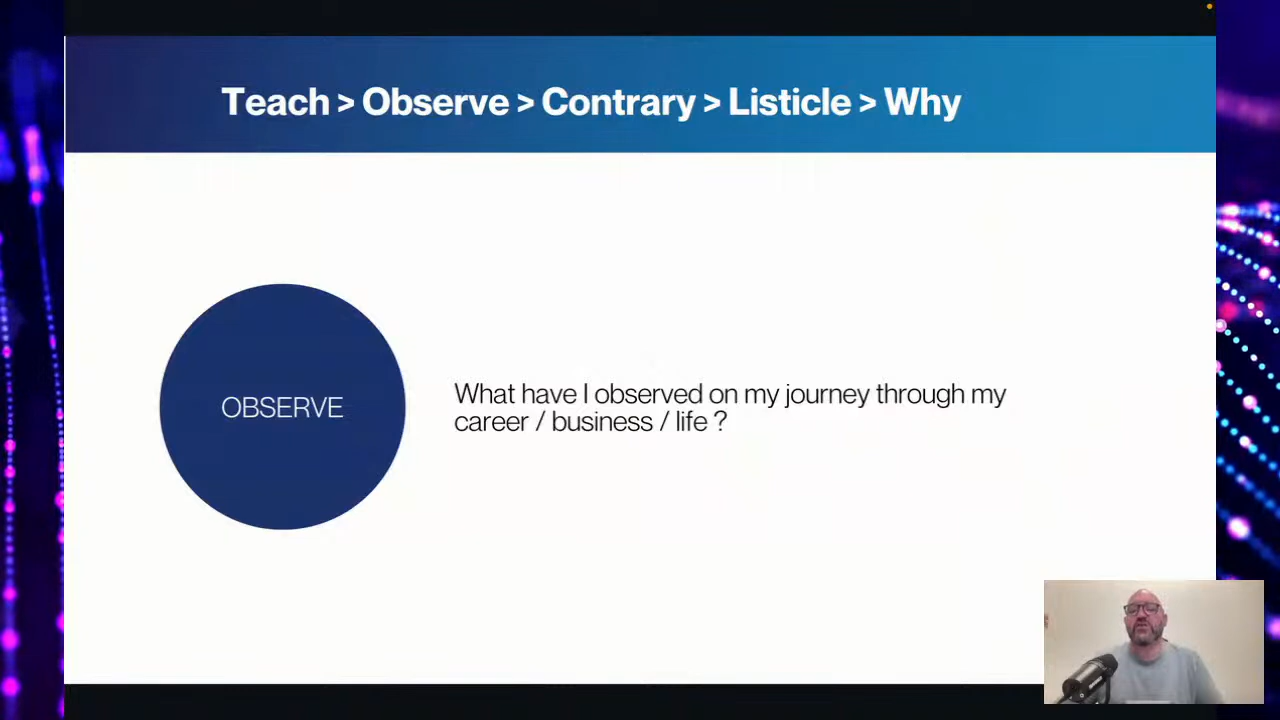 Teach > Observe > Contrary > Listicle > Why
OBSERVE
What have I observed on my journey through my
career / business / life ?